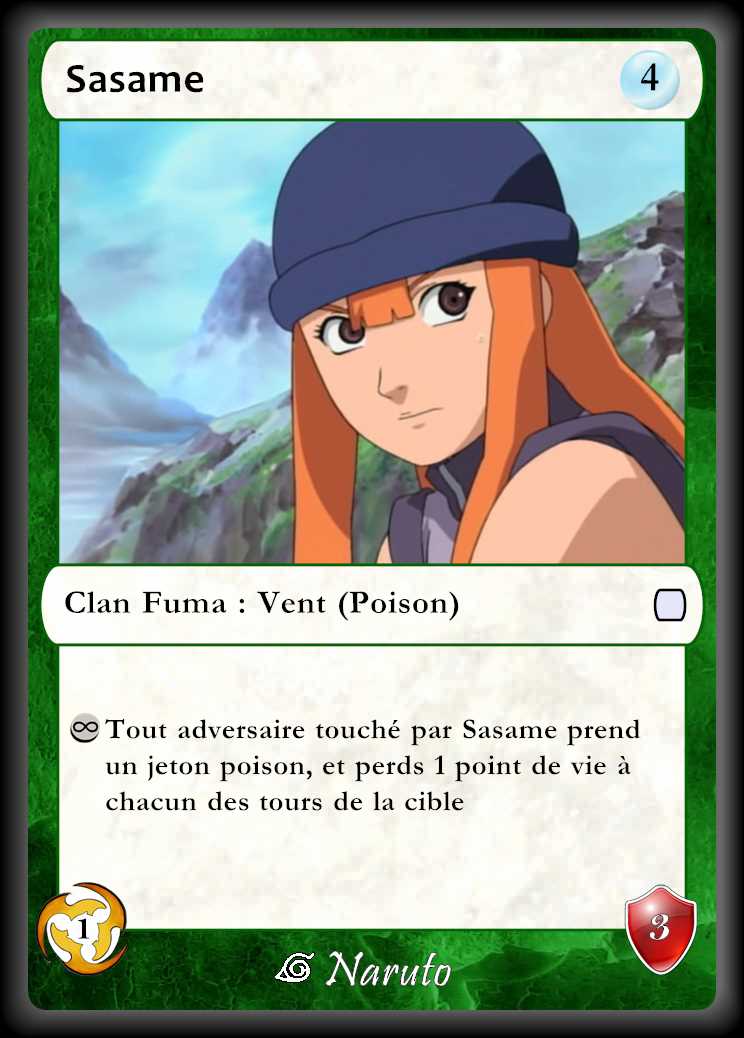 Sasame
4
Clan Fuma : Vent (Poison)
∞ Tout adversaire touché par Sasame prend
un jeton poison, et perds 1 point de vie à
chacun des tours de la cible
1
3
Naruto